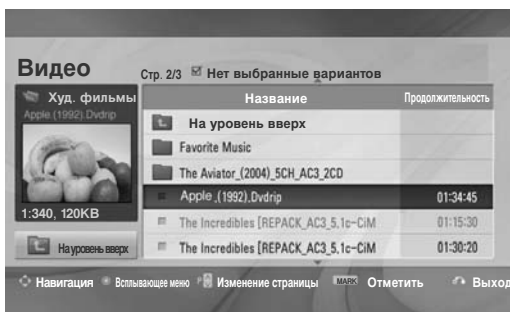 Видео
Стр. 2/3 Нет выбранные вариантов
Худ. фильмы
Apple.(1992).Dvdrip
1:340, 120KB
На уровень вверх
Название Продолжительность
На уровень вверх
Favorite Music
The Aviator_(2004)_5CH_AC3_2CD
Apple_(1992).Dvdrip 01:34:45
The Incredibles [REPACK_AC3_5,1c-CiM 01:15:30
The Incredibles [REPACK_AC3_5,1c-CiM 01:30:20
Навигация Всплывающее меню P Изменение страницы MARK Отметить Выход